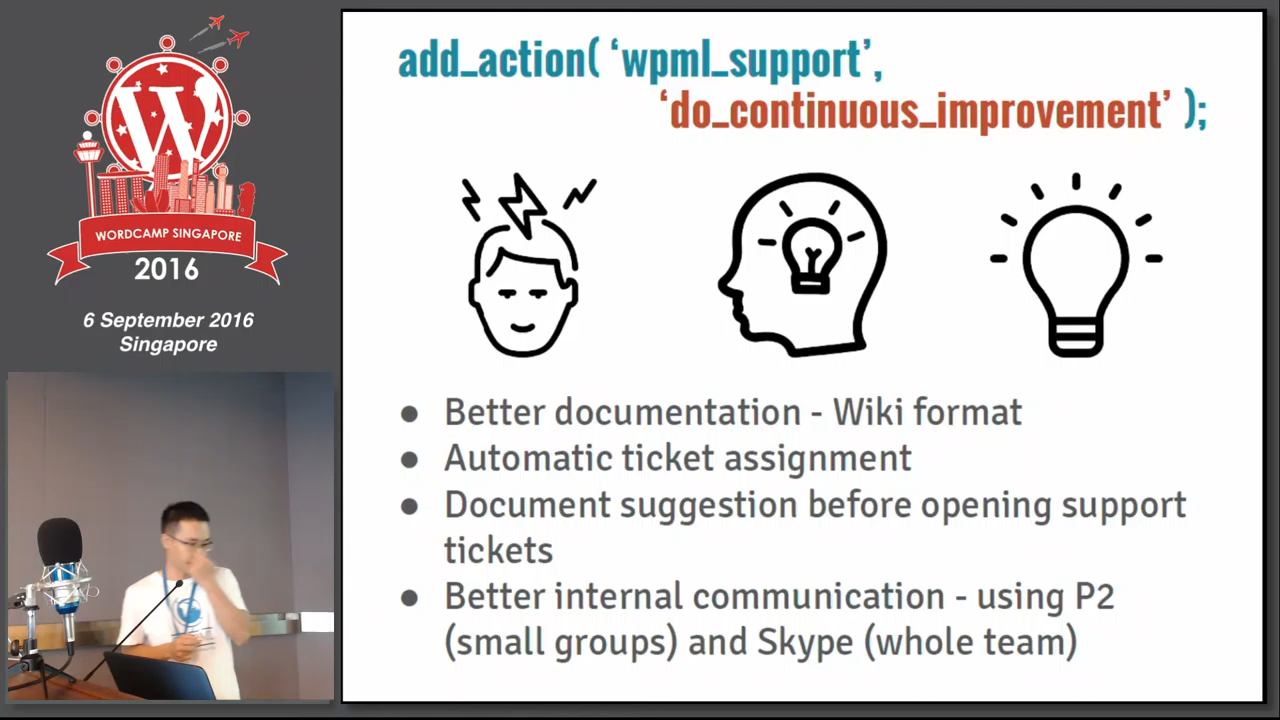 WORDCAMP SINGAPORE
2016
6 September 2016
Singapore
add_action( ‘wpml_support’,
‘do_continuous_improvement’ );
● Better documentation - Wiki format
● Automatic ticket assignment
● Document suggestion before opening support
tickets
● Better internal communication - using P2
(small groups) and Skype (whole team)